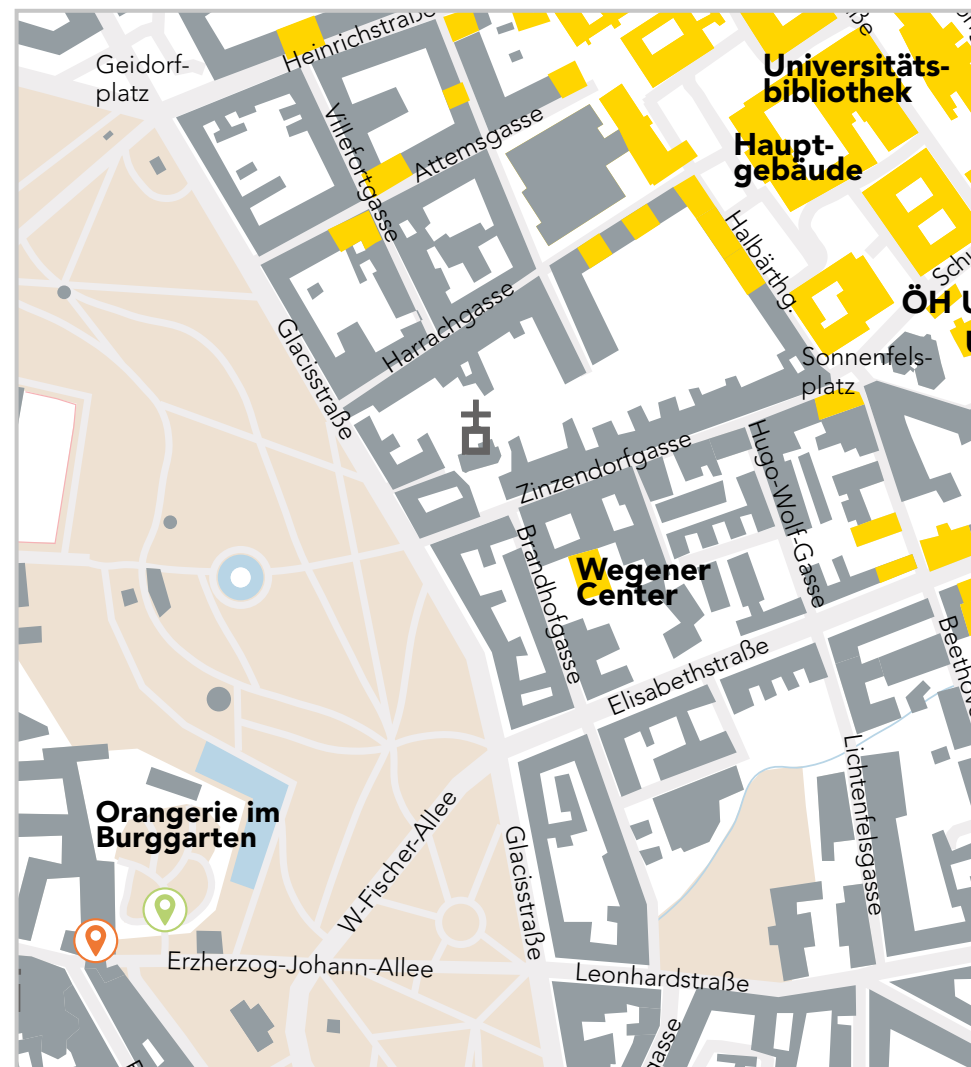 Heinrichstraße
Geidorf-
platz
Universitäts-
bibliothek
Haupt-
gebäude
Villefortgasse
Attemsgasse
Halbärthg.
ÖH U
Harrachgasse
Glacisstraße
Sonnenfels-
platz
Zinzendorfgasse
Hugo-Wolf-Gasse
Brandhofgasse
Wegener
Center
Elisabethstraße
Lichtenfelsgasse
Orangerie im
Burggarten
W-Fischer-Allee
Glacisstraße
Erzherzog-Johann-Allee
Leonhardstraße